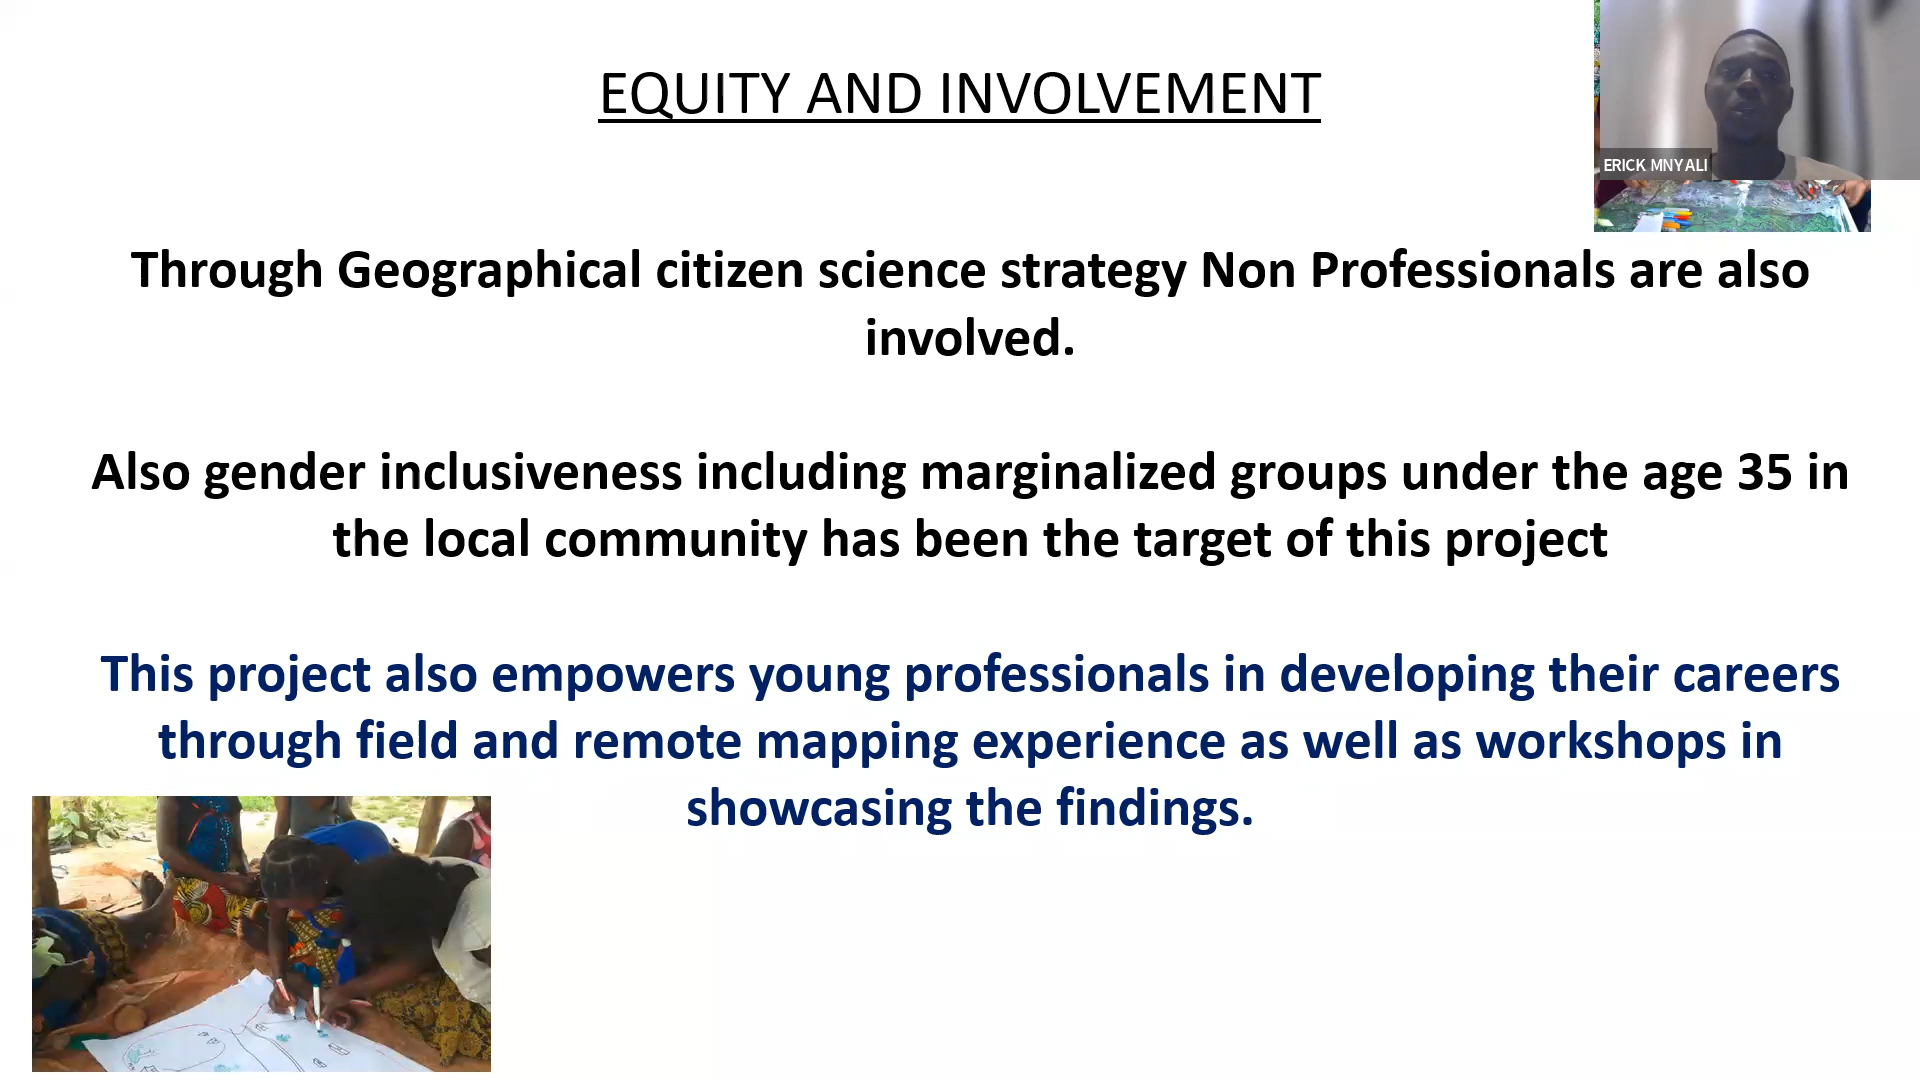 EQUITY AND INVOLVEMENT
ERICK MNYALI
Through Geographical citizen science strategy Non Professionals are also
involved.
Also gender inclusiveness including marginalized groups under the age 35 in
the local community has been the target of this project
This project also empowers young professionals in developing their careers
through field and remote mapping experience as well as workshops in
showcasing the findings.